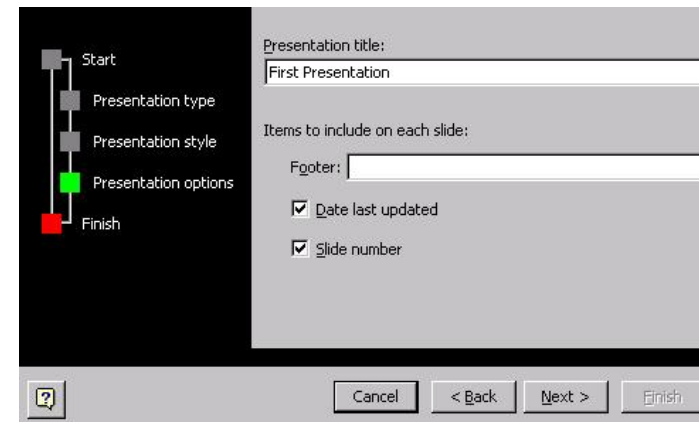 Start
Presentation type
Presentation style
Presentation options
Finish
Presentation title:
First Presentation
Items to include on each slide:
Footer:
Date last updated
Slide number
Cancel
< Back
Next >
Finish